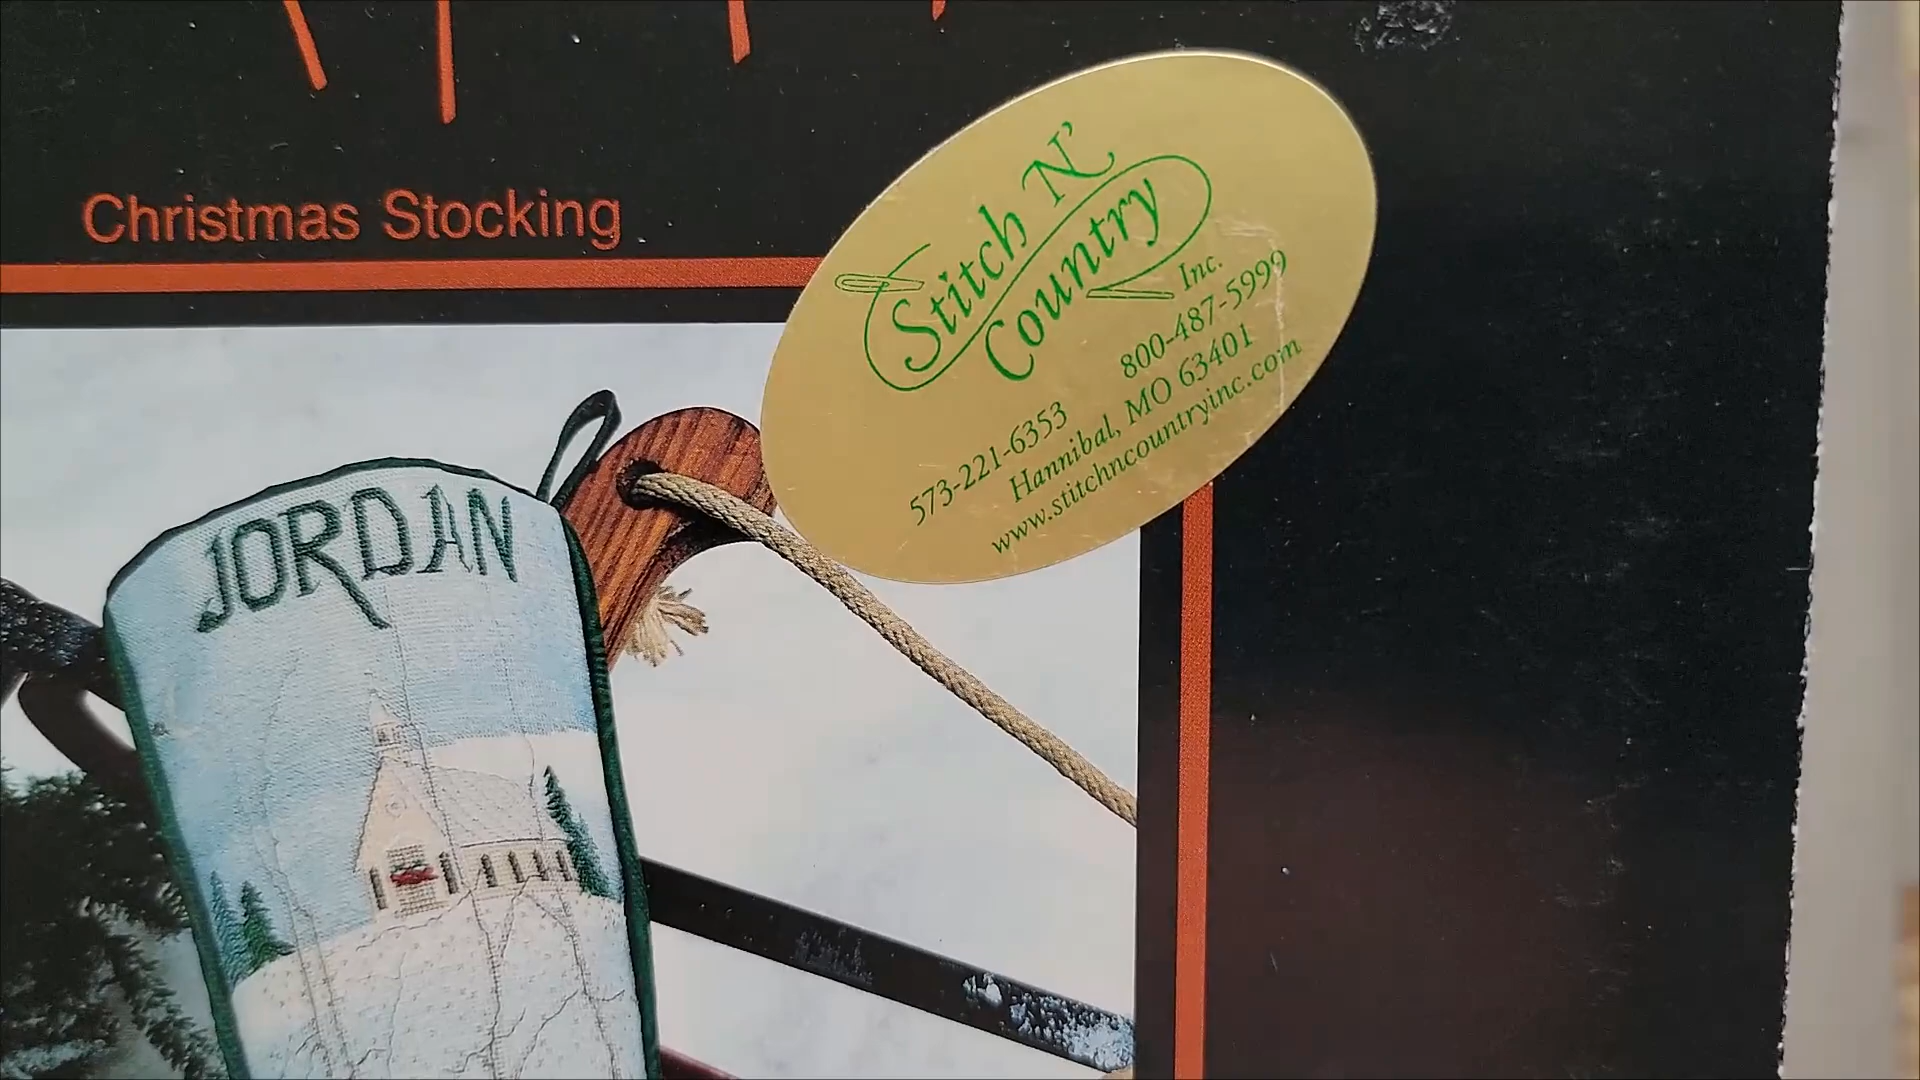 Christmas Stocking
Stitch N'
Country
Inc.
573-221-6353 800-487-5999
Hannibal, MO 63401
www.stitchncountryinc.com
JORDAN